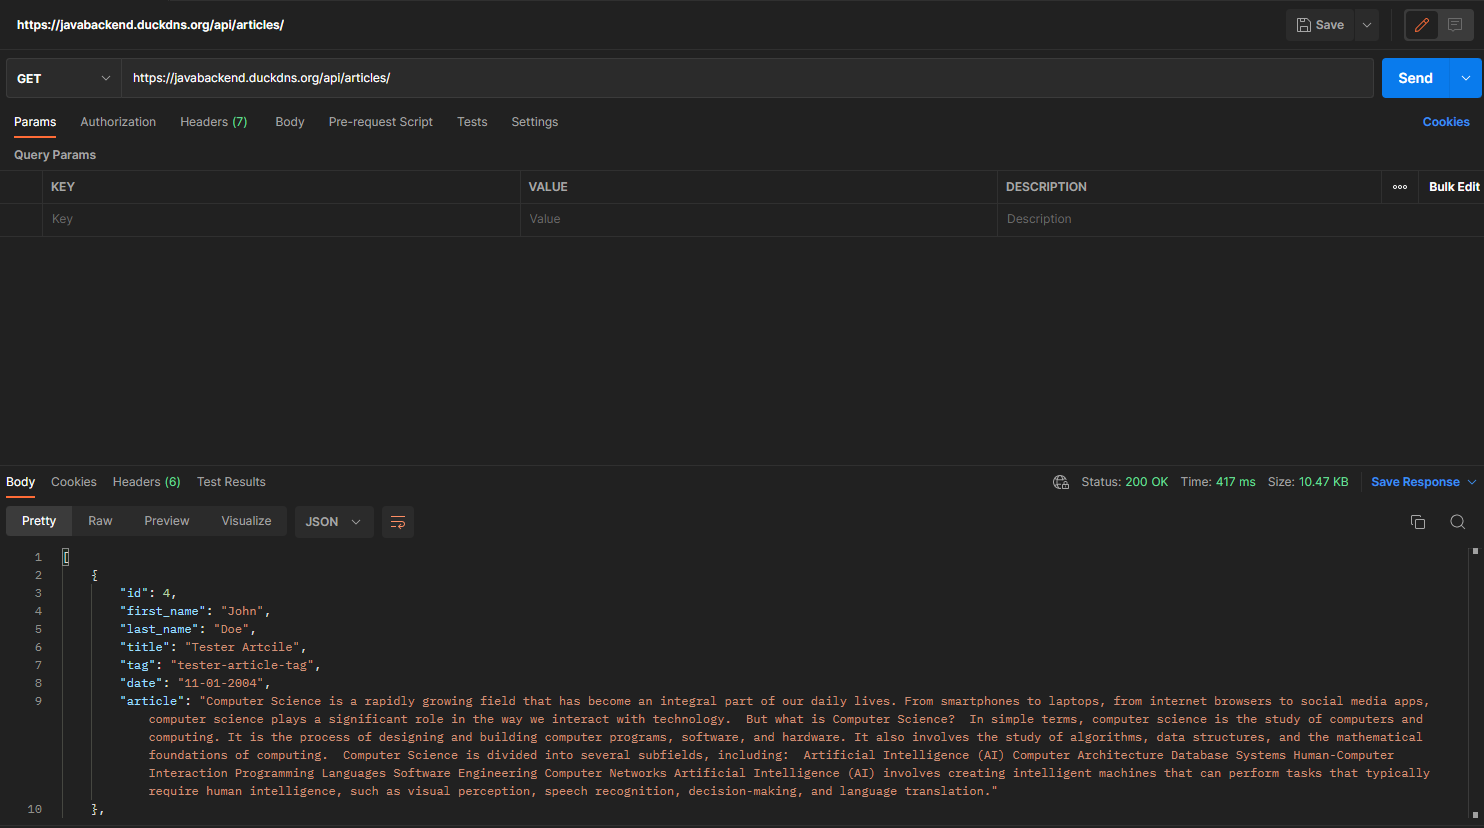 https://javabackend.duckdns.org/api/articles/
Save
GET
https://javabackend.duckdns.org/api/articles/
Send
Params Authorization Headers (7) Body Pre-request Script Tests Settings Cookies
Query Params
KEY VALUE DESCRIPTION ooo Bulk Edit
Key Value Description
Body Cookies Headers (6) Test Results Status: 200 OK Time: 417 ms Size: 10.47 KB Save Response
Pretty Raw Preview Visualize JSON
1 [
2 {
3 "id": 4,
4 "first_name": "John",
5 "last_name": "Doe",
6 "title": "Tester Artcile",
7 "tag": "tester-article-tag",
8 "date": "11-01-2004",
9 "article": "Computer Science is a rapidly growing field that has become an integral part of our daily lives. From smartphones to laptops, from internet browsers to social media apps,
computer science plays a significant role in the way we interact with technology.  But what is Computer Science?  In simple terms, computer science is the study of computers and
computing. It is the process of designing and building computer programs, software, and hardware. It also involves the study of algorithms, data structures, and the mathematical
foundations of computing.  Computer Science is divided into several subfields, including:  Artificial Intelligence (AI) Computer Architecture Database Systems Human-Computer
Interaction Programming Languages Software Engineering Computer Networks Artificial Intelligence (AI) involves creating intelligent machines that can perform tasks that typically
require human intelligence, such as visual perception, speech recognition, decision-making, and language translation."
10 },